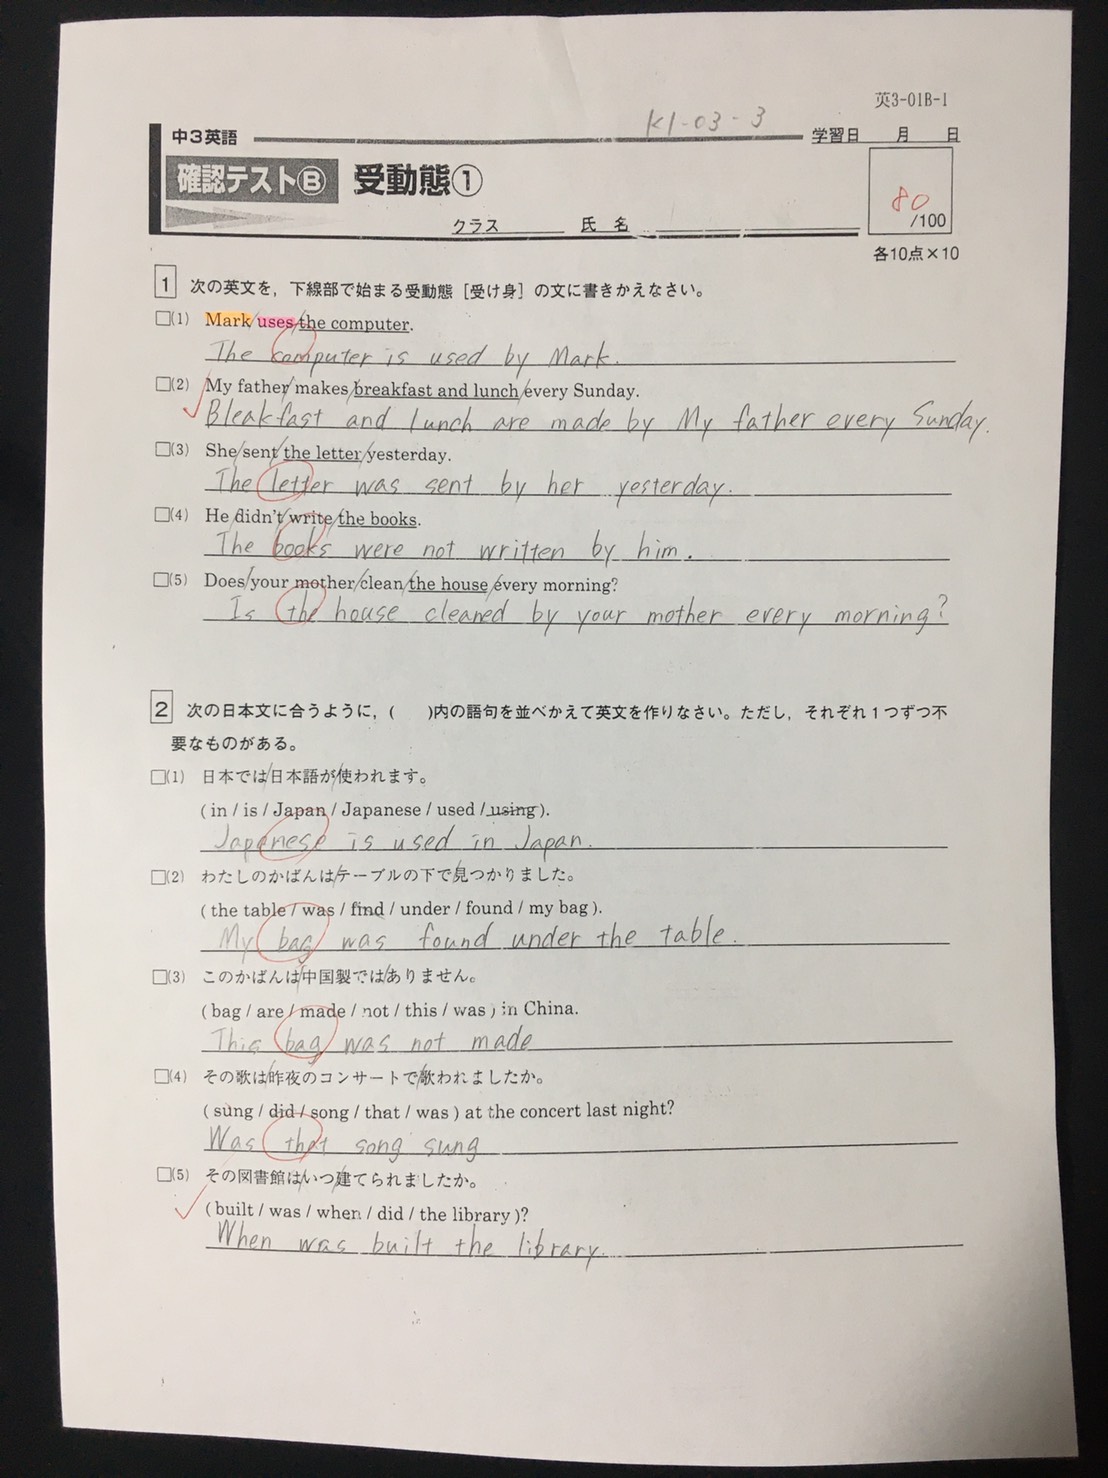 英3-01B-1
K1-03-3
中3英語
学習日　月　日
確認テストⒷ 受動態①
80
/100
クラス 氏名
各10点×10
1 次の英文を，下線部で始まる受動態［受け身］の文に書きかえなさい。
□(1) Mark/uses/the computer.
The computer is used by Mark.
□(2) My father/makes/breakfast and lunch/every Sunday.
Bleakfast and lunch are made by My father every Sunday.
□(3) She/sent/the letter/yesterday.
The letter was sent by her yesterday.
□(4) He/didn't/write/the books.
The books were not written by him.
□(5) Does/your mother/clean/the house/every morning?
Is the house cleaned by your mother every morning?
2 次の日本文に合うように，(　　)内の語句を並べかえて英文を作りなさい。ただし，それぞれ1つずつ不
要なものがある。
□(1) 日本では/日本語が/使われます。
( in / is / Japan / Japanese / used / using ).
Japenese is used in Japan.
□(2) わたしのかばんは/テーブルの下で/見つかりました。
( the table / was / find / under / found / my bag ).
My bag was found under the table.
□(3) このかばんは/中国製では/ありません。
( bag / are / made / not / this / was ) in China.
This bag was not made
□(4) その歌は/昨夜の/コンサートで/歌われましたか。
( sung / did / song / that / was ) at the concert last night?
Was that song sung
□(5) その図書館は/いつ/建てられましたか。
( built / was / when / did / the library )?
When was built the library.